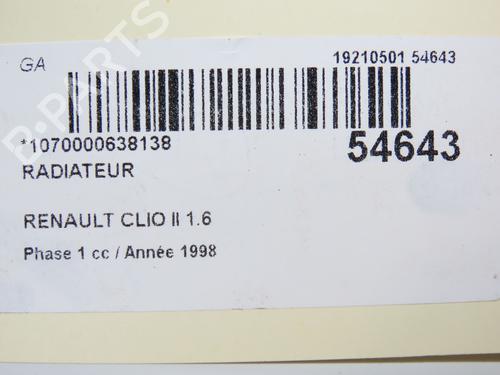 GA
19210501 54643
*1070000638138
54643
RADIATEUR
RENAULT CLIO II 1.6
Phase 1 cc / Année 1998
B-PARTS